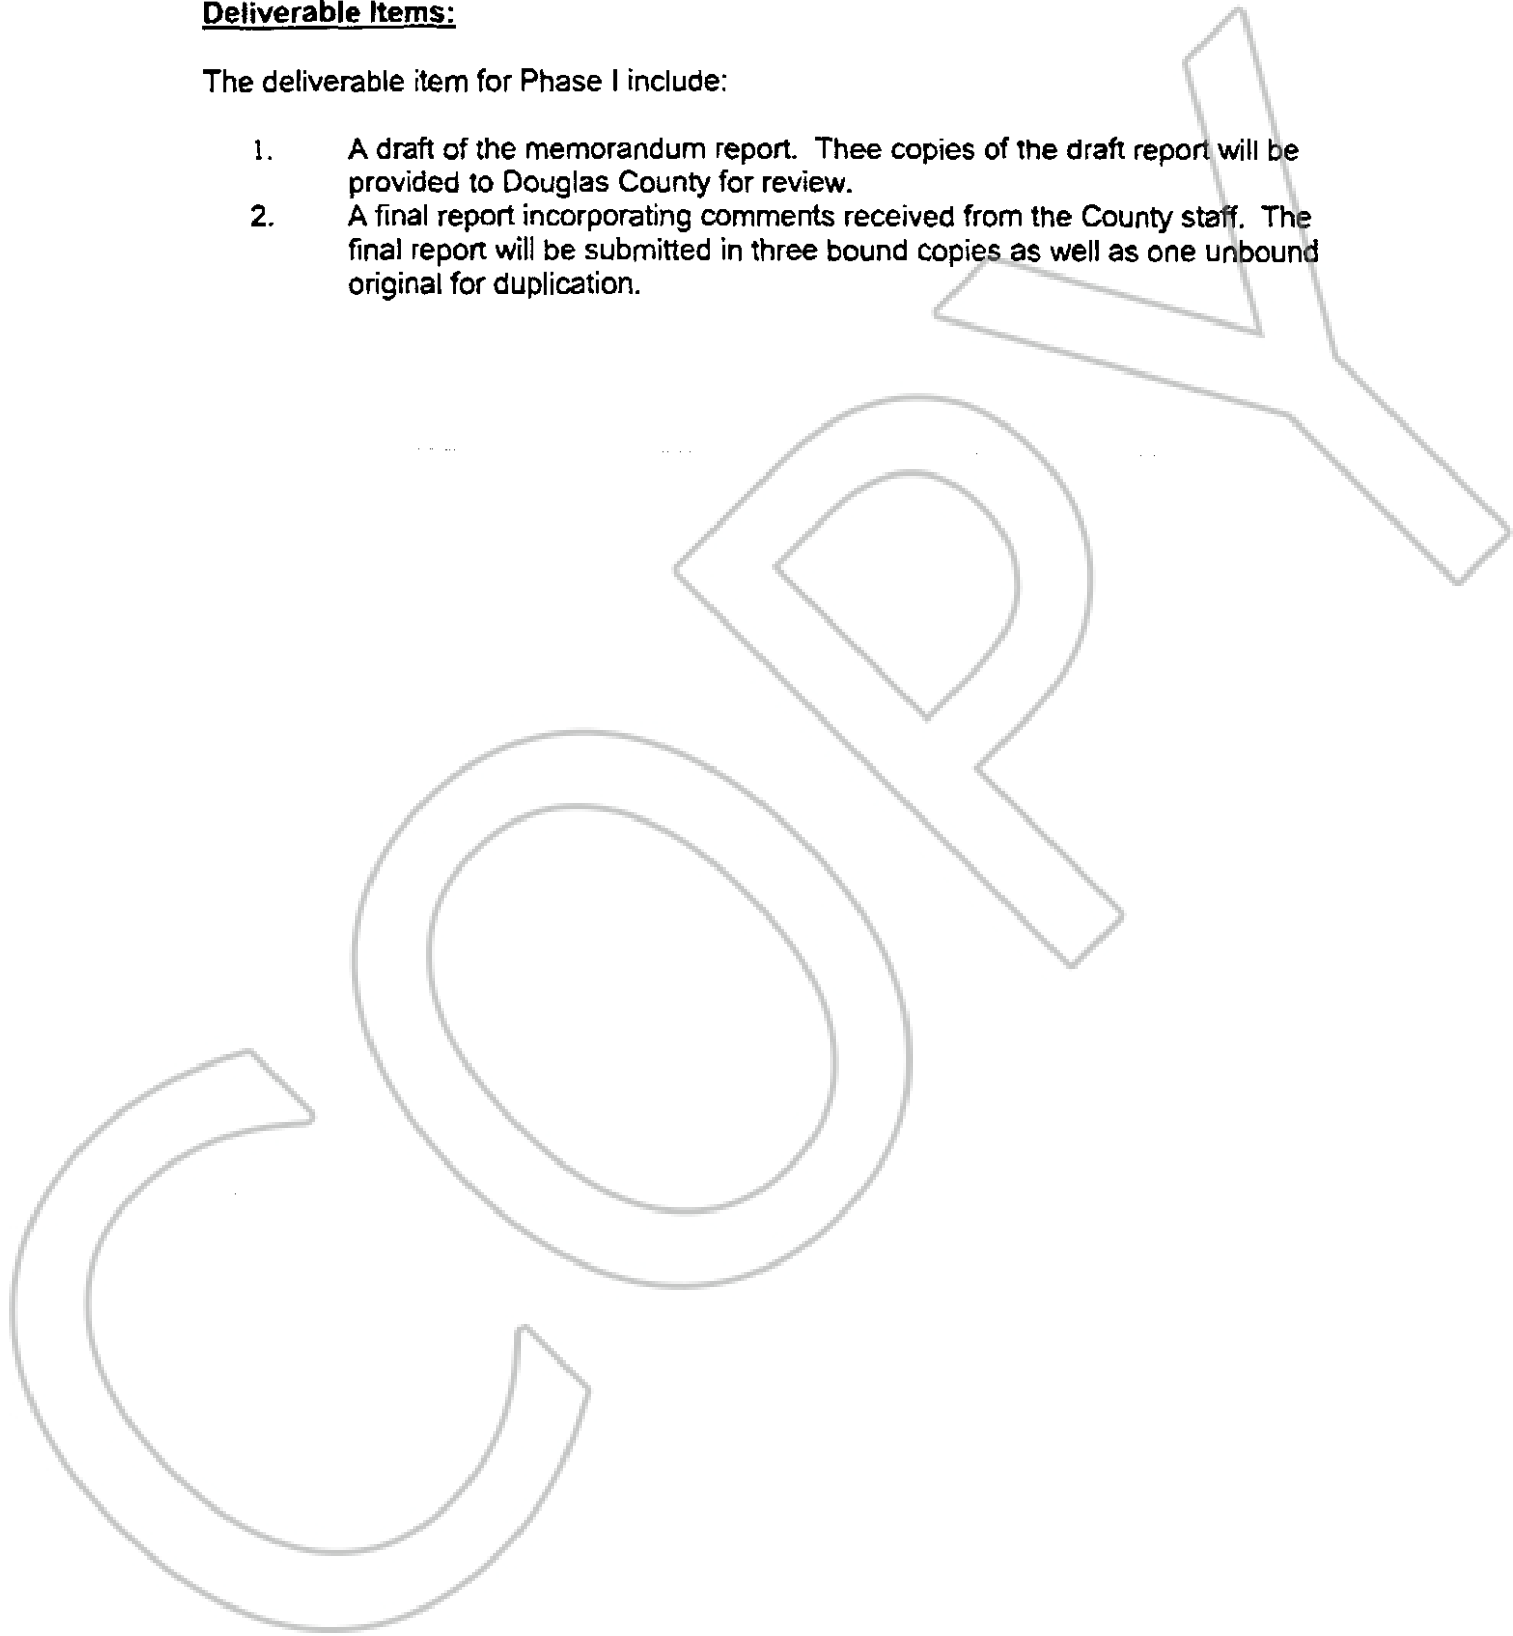 Deliverable Items:
The deliverable item for Phase I include:
1. A draft of the memorandum report. Thee copies of the draft report will be
provided to Douglas County for review.
2. A final report incorporating comments received from the County staff. The
final report will be submitted in three bound copies as well as one unbound
original for duplication.
COPY